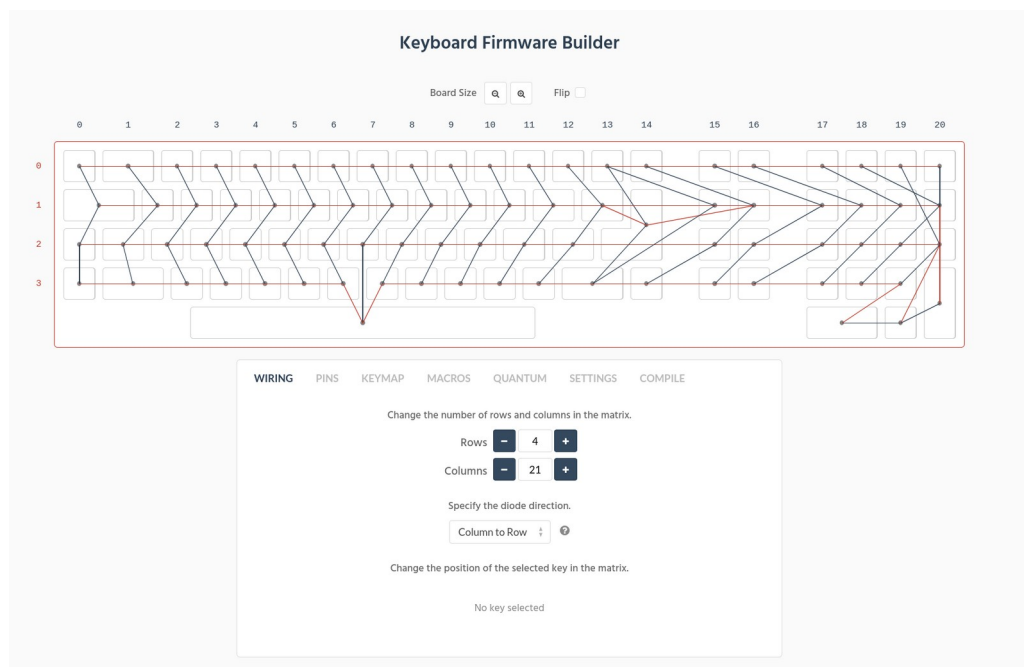 Keyboard Firmware Builder
Board Size Flip
0 1 2 3 4 5 6 7 8 9 10 11 12 13 14 15 16 17 18 19 20
0
1
2
3
WIRING PINS KEYMAP MACROS QUANTUM SETTINGS COMPILE
Change the number of rows and columns in the matrix.
Rows − 4 +
Columns − 21 +
Specify the diode direction.
Column to Row ?
Change the position of the selected key in the matrix.
No key selected